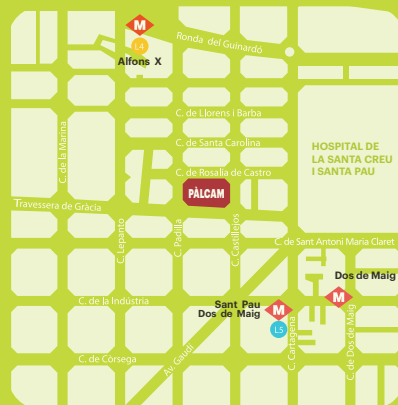 M
L4
Alfons X
Ronda del Guinardó
C. de Llorens i Barba
C. de la Marina
C. de Santa Carolina
HOSPITAL DE
LA SANTA CREU
I SANTA PAU
C. de Rosalia de Castro
PÀLCAM
Travessera de Gràcia
C. Lepanto
C. Padilla
C. Castillejos
C. de Sant Antoni Maria Claret
Dos de Maig
M
C. de la Indústria
Sant Pau
Dos de Maig
M
L5
C. Cartagena
C. de Dos de Maig
Av. Gaudí
C. de Còrsega